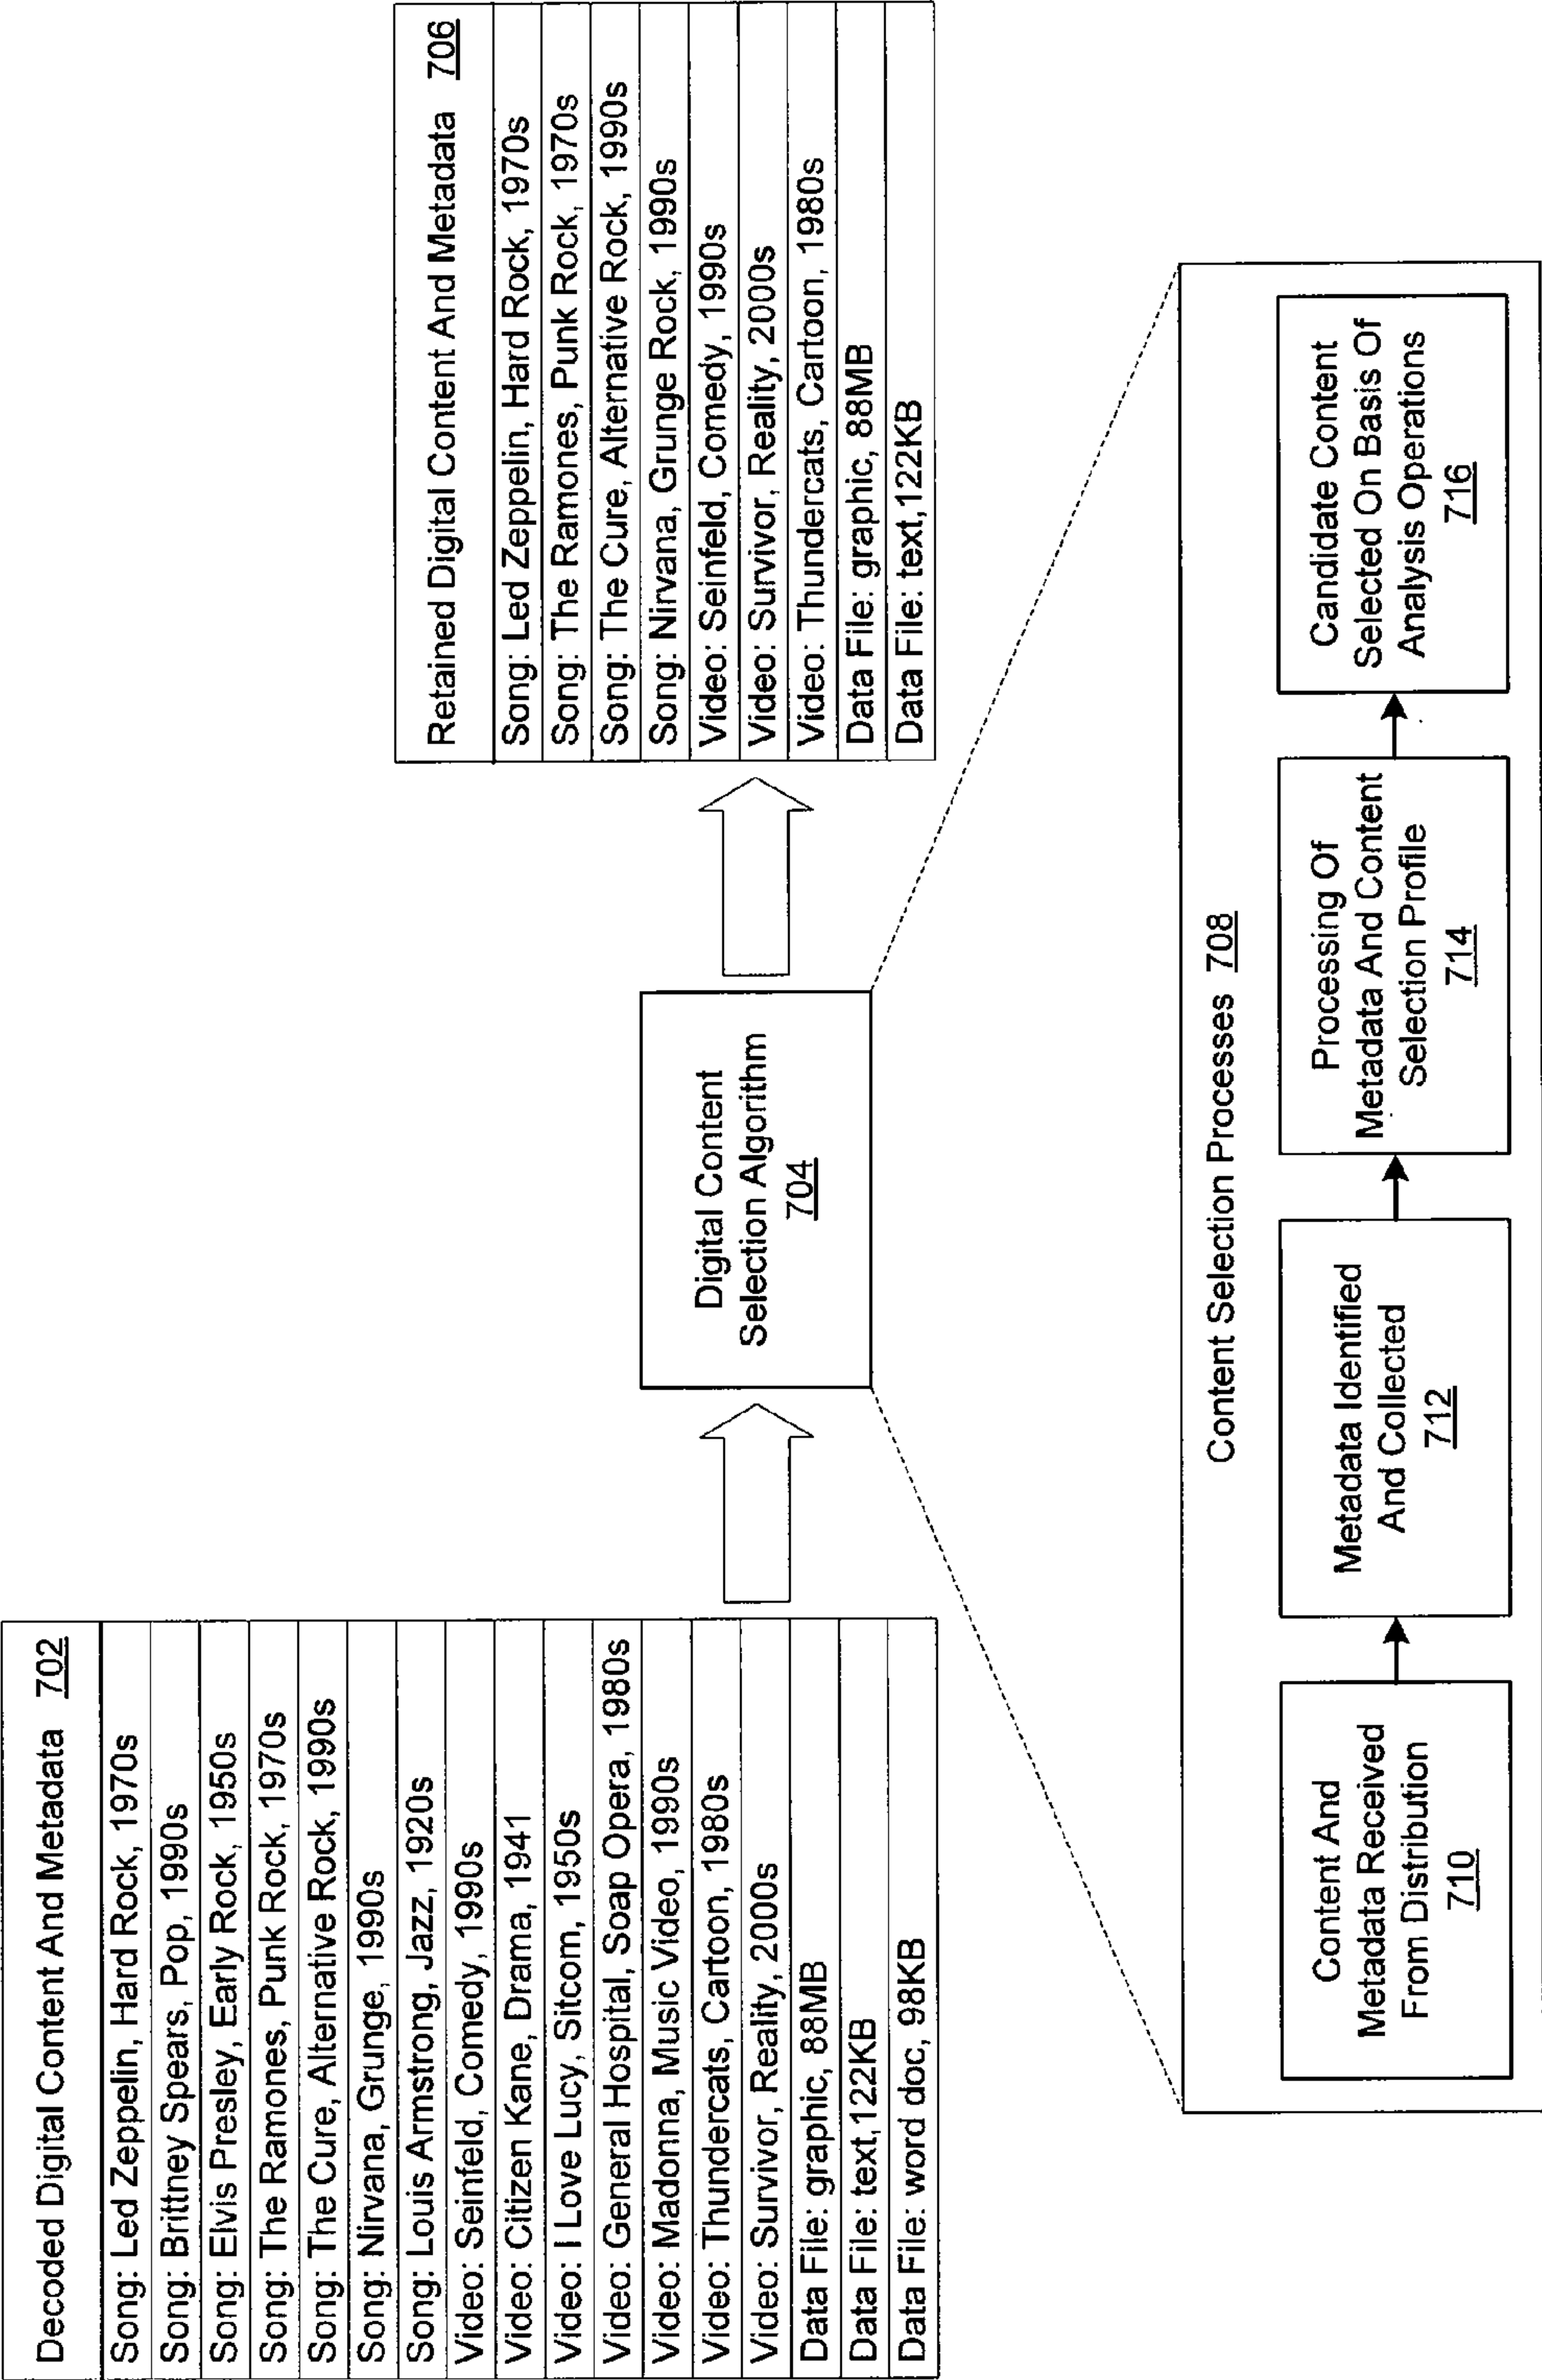 Decoded Digital Content And Metadata 702
Song: Led Zeppelin, Hard Rock, 1970s
Song: Brittney Spears, Pop, 1990s
Song: Elvis Presley, Early Rock, 1950s
Song: The Ramones, Punk Rock, 1970s
Song: The Cure, Alternative Rock, 1990s
Song: Nirvana, Grunge, 1990s
Song: Louis Armstrong, Jazz, 1920s
Video: Seinfeld, Comedy, 1990s
Video: Citizen Kane, Drama, 1941
Video: I Love Lucy, Sitcom, 1950s
Video: General Hospital, Soap Opera, 1980s
Video: Madonna, Music Video, 1990s
Video: Thundercats, Cartoon, 1980s
Video: Survivor, Reality, 2000s
Data File: graphic, 88MB
Data File: text,122KB
Data File: word doc, 98KB
Digital Content
Selection Algorithm
704
Retained Digital Content And Metadata 706
Song: Led Zeppelin, Hard Rock, 1970s
Song: The Ramones, Punk Rock, 1970s
Song: The Cure, Alternative Rock, 1990s
Song: Nirvana, Grunge Rock, 1990s
Video: Seinfeld, Comedy, 1990s
Video: Survivor, Reality, 2000s
Video: Thundercats, Cartoon, 1980s
Data File: graphic, 88MB
Data File: text,122KB
Content Selection Processes 708
Content And
Metadata Received
From Distribution
710
Metadata Identified
And Collected
712
Processing Of
Metadata And Content
Selection Profile
714
Candidate Content
Selected On Basis Of
Analysis Operations
716